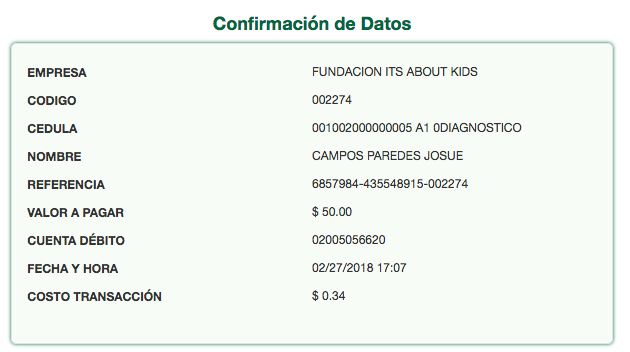 Confirmación de Datos
EMPRESA FUNDACION ITS ABOUT KIDS
CODIGO 002274
CEDULA 001002000000005 A1 0DIAGNOSTICO
NOMBRE CAMPOS PAREDES JOSUE
REFERENCIA 6857984-435548915-002274
VALOR A PAGAR $ 50.00
CUENTA DÉBITO 02005056620
FECHA Y HORA 02/27/2018 17:07
COSTO TRANSACCIÓN $ 0.34